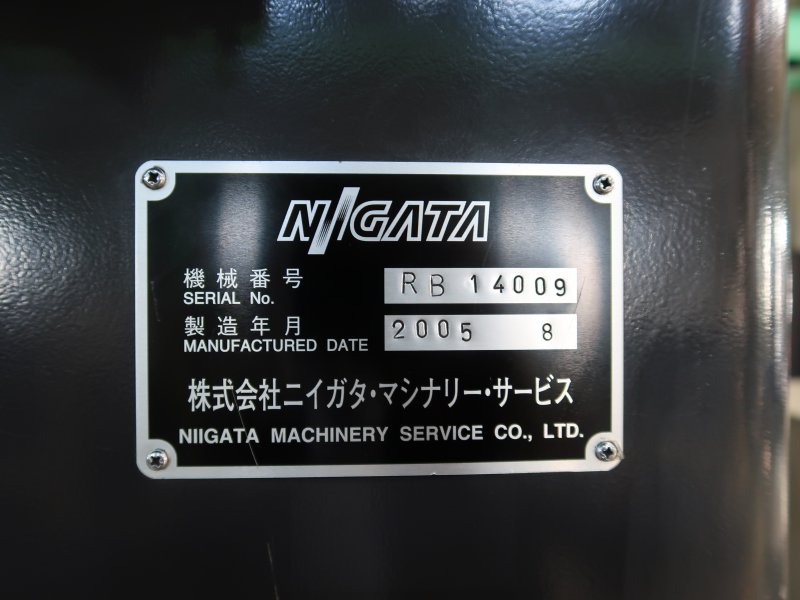 NIIGATA
機械番号 RB 14009
SERIAL No.
製造年月 2005 8
MANUFACTURED DATE
株式会社ニイガタ・マシナリー・サービス
NIIGATA MACHINERY SERVICE CO., LTD.